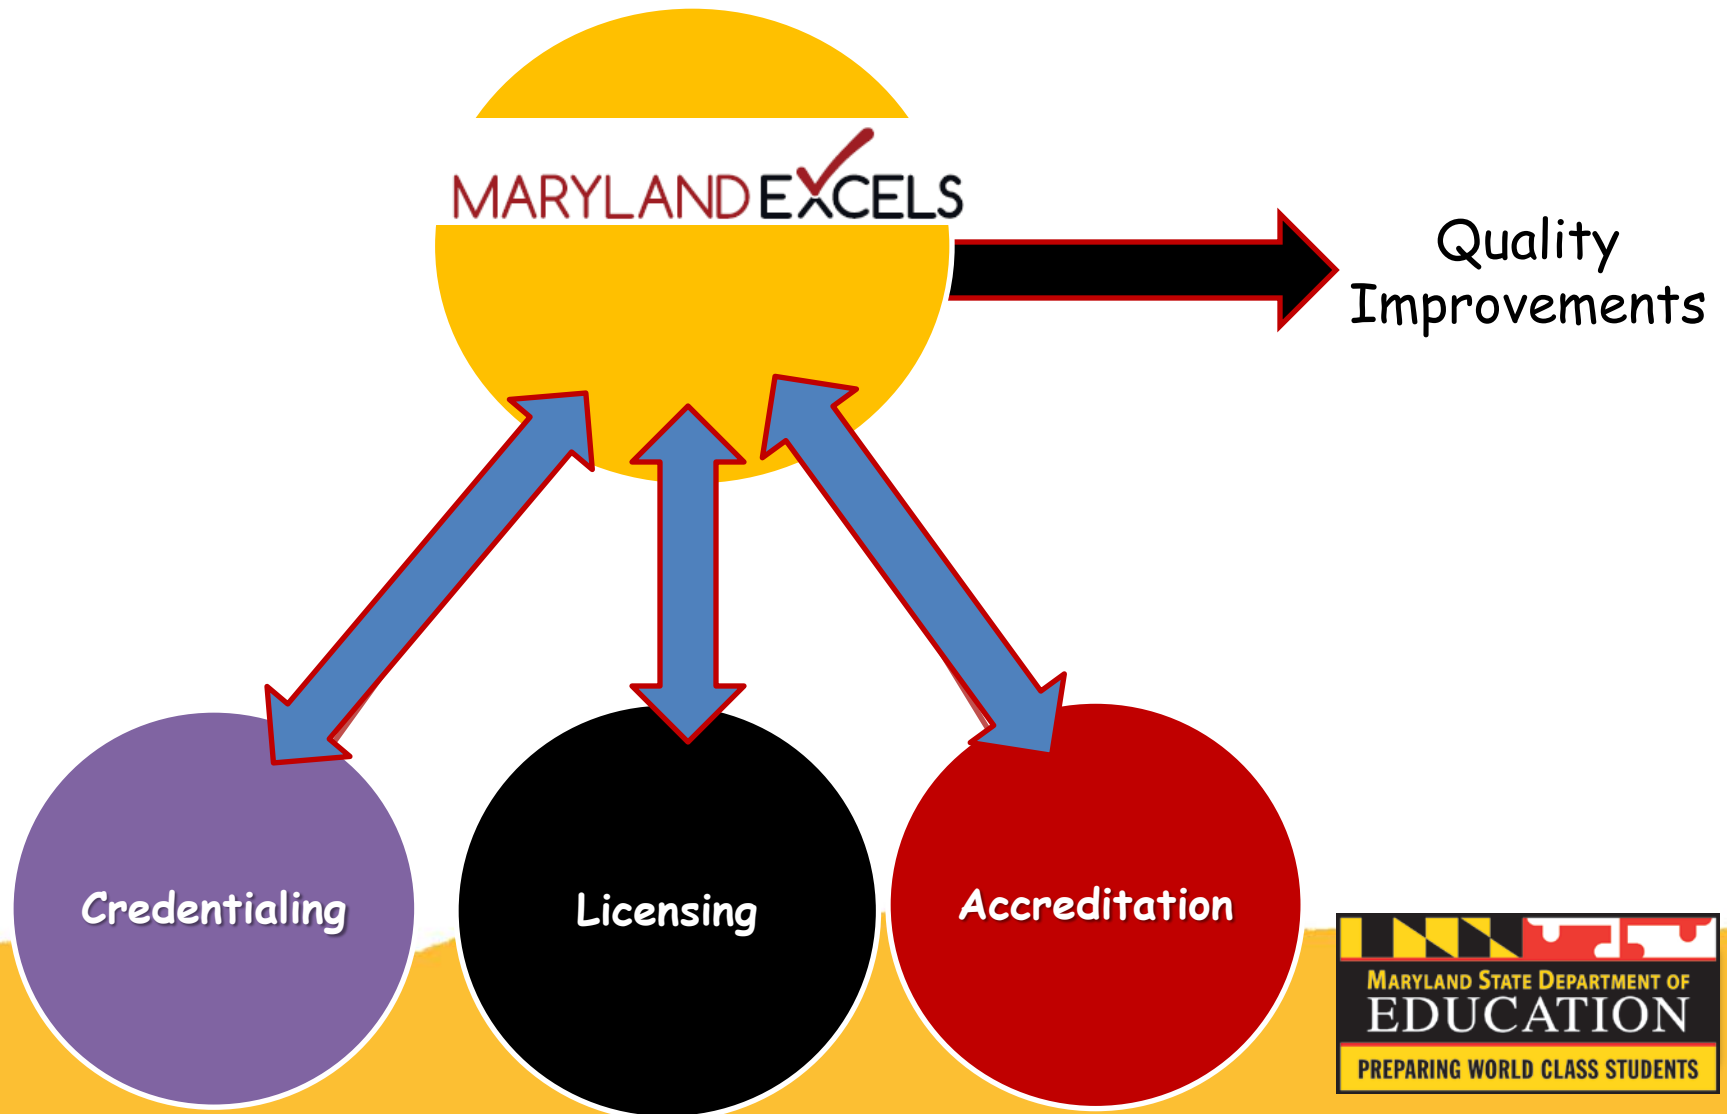 MARYLAND EXCELS
Quality
Improvements
Credentialing
Licensing
Accreditation
MARYLAND STATE DEPARTMENT OF
EDUCATION
PREPARING WORLD CLASS STUDENTS